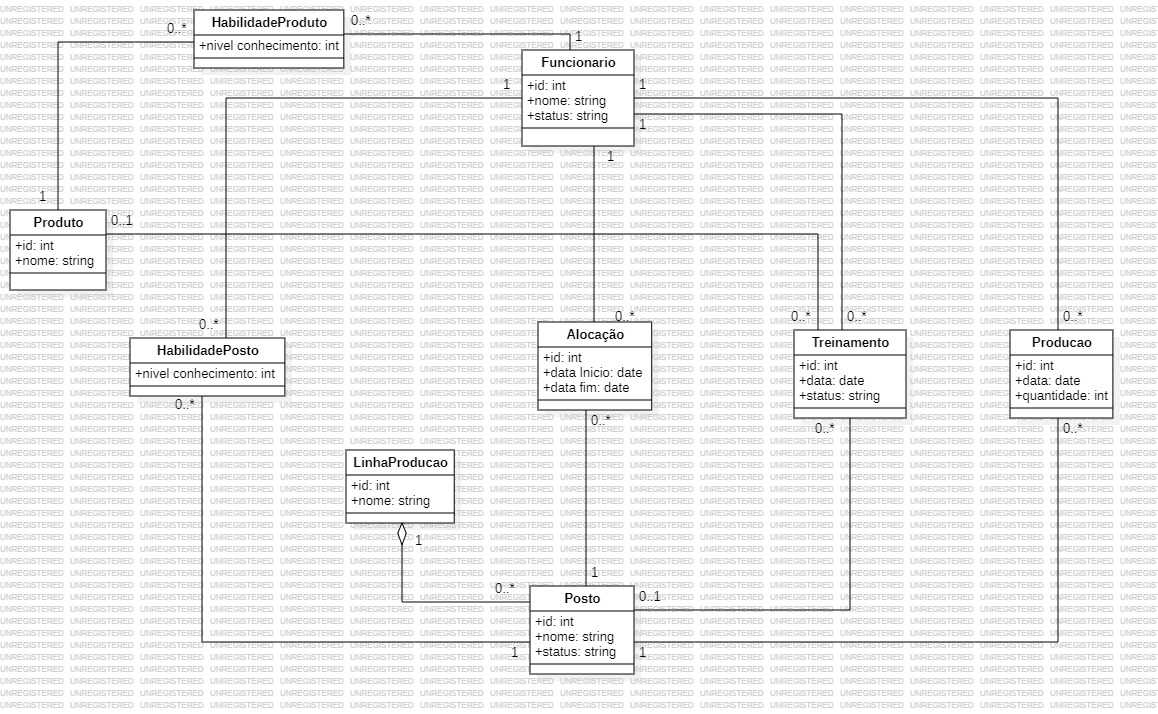 HabilidadeProduto
+nivel conhecimento: int
0..*
0..*
1
Funcionario
+id: int
+nome: string
+status: string
1
1
1
1
1
Produto
+id: int
+nome: string
0..1
0..*
HabilidadePosto
+nivel conhecimento: int
0..*
0..*
Alocação
+id: int
+data Inicio: date
+data fim: date
0..*
0..*
0..*
Treinamento
+id: int
+data: date
+status: string
0..*
0..*
Producao
+id: int
+data: date
+quantidade: int
0..*
LinhaProducao
+id: int
+nome: string
1
0..*
1
Posto
+id: int
+nome: string
+status: string
0..1
1
1
UNREGISTERED